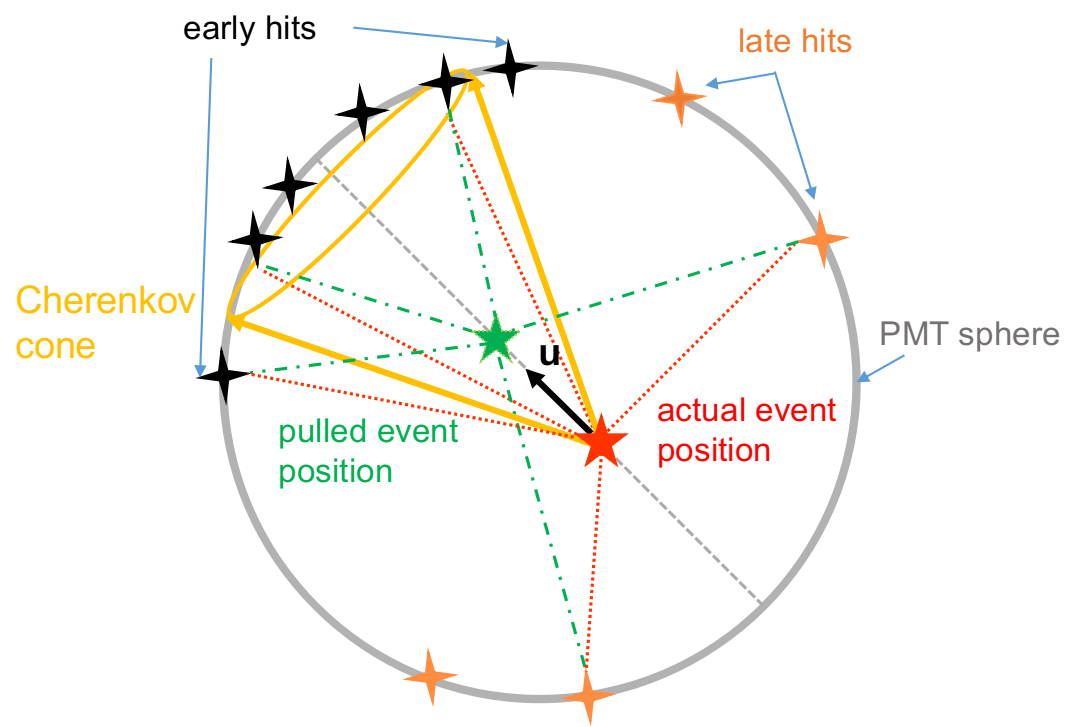 early hits
late hits
Cherenkov
cone
PMT sphere
u
actual event
position
pulled event
position